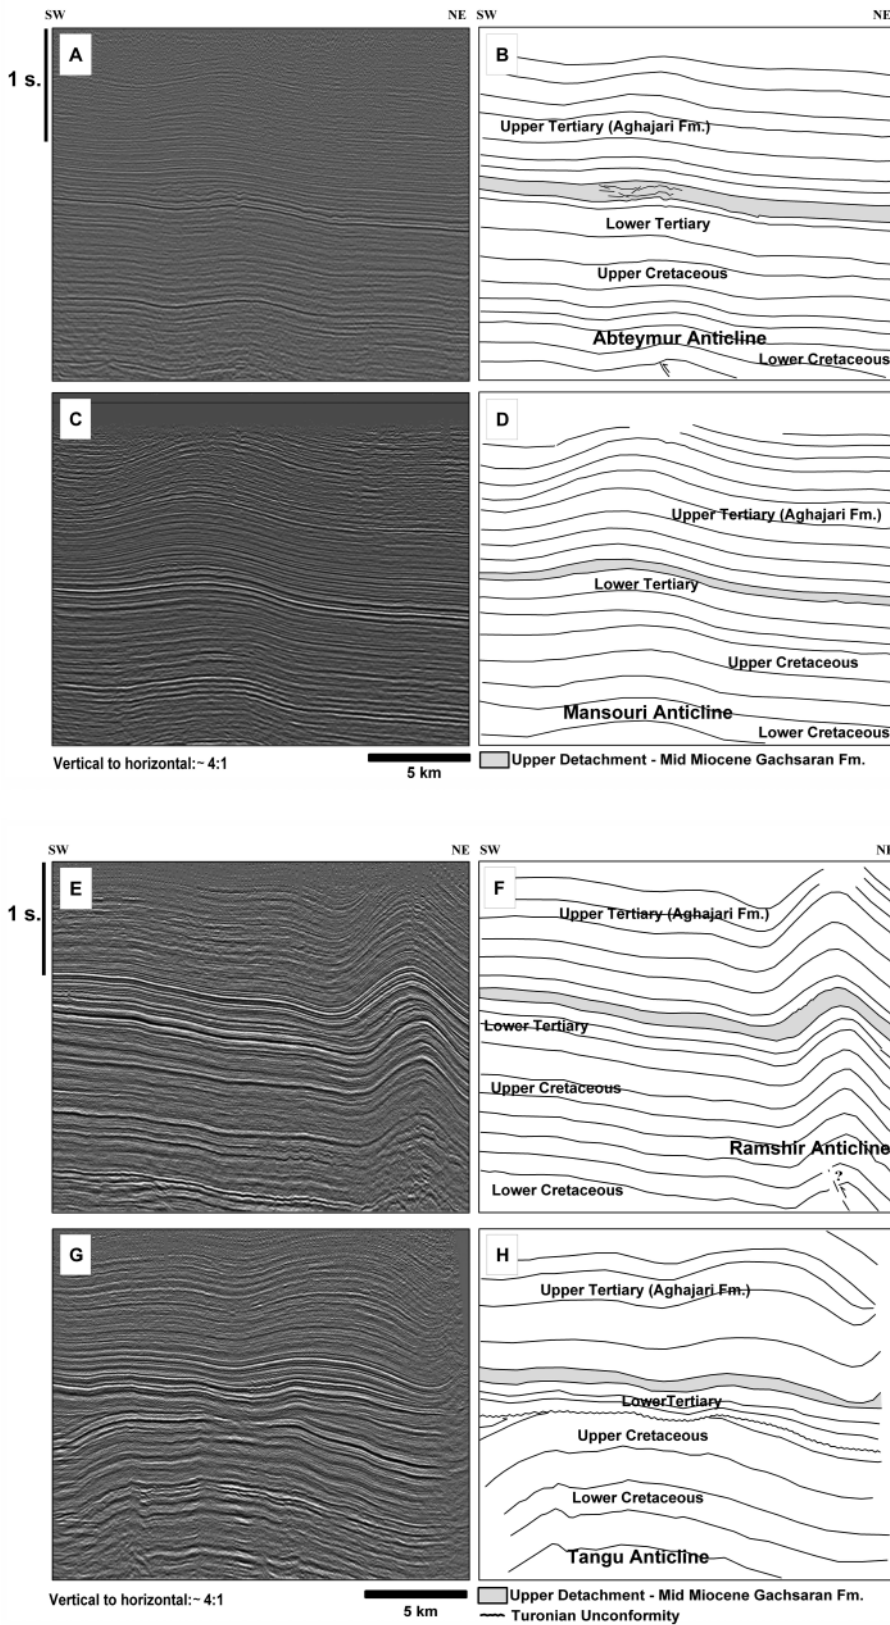 SW NE SW NE
1 s.
A
B
Upper Tertiary (Aghajari Fm.)
Lower Tertiary
Upper Cretaceous
Abteymur Anticline
Lower Cretaceous
C
D
Upper Tertiary (Aghajari Fm.)
Lower Tertiary
Upper Cretaceous
Mansouri Anticline
Lower Cretaceous
Vertical to horizontal:~ 4:1
5 km
Upper Detachment - Mid Miocene Gachsaran Fm.
SW NE SW NE
1 s.
E
F
Upper Tertiary (Aghajari Fm.)
Lower Tertiary
Upper Cretaceous
Ramshir Anticline
?
Lower Cretaceous
G
H
Upper Tertiary (Aghajari Fm.)
LowerTertiary
Upper Cretaceous
Lower Cretaceous
Tangu Anticline
Vertical to horizontal:~ 4:1
5 km
Upper Detachment - Mid Miocene Gachsaran Fm.
Turonian Unconformity